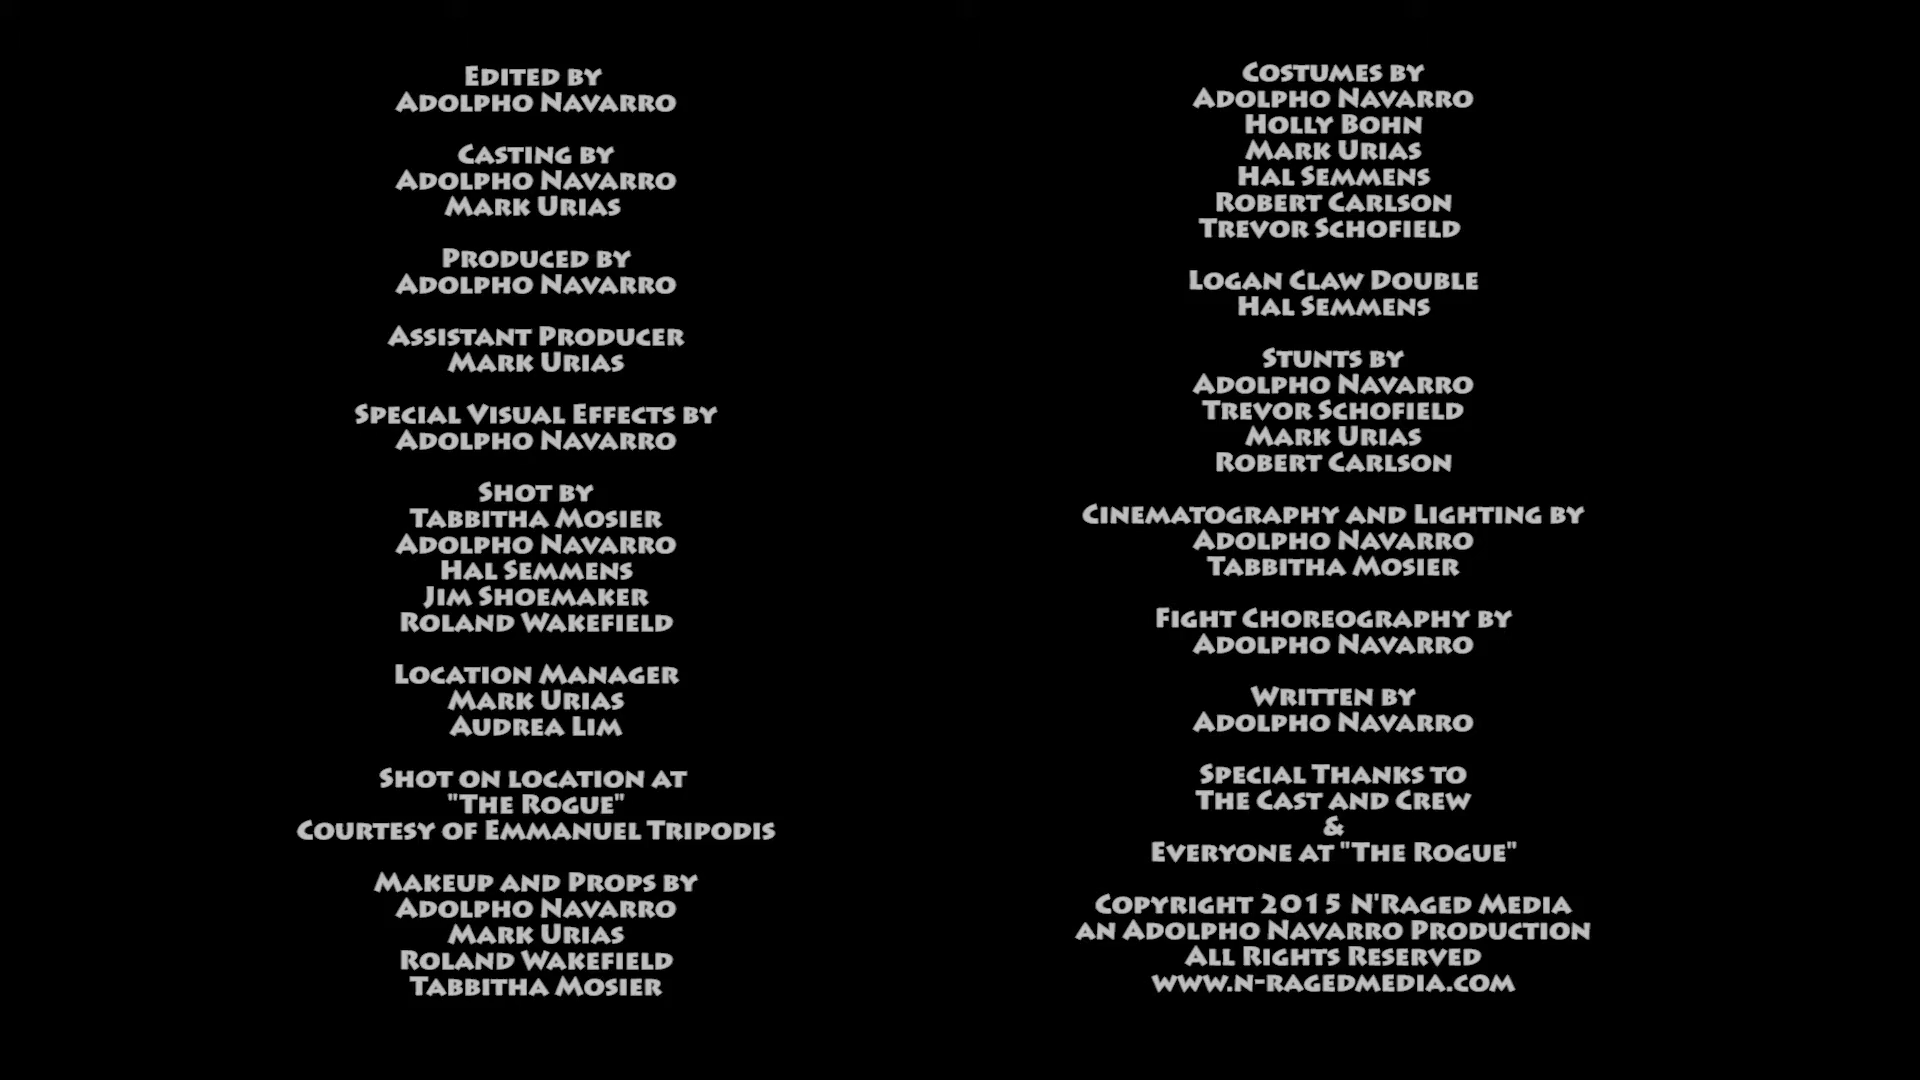 Edited by
Adolpho Navarro
Casting by
Adolpho Navarro
Mark Urias
Produced by
Adolpho Navarro
Assistant Producer
Mark Urias
Special Visual Effects by
Adolpho Navarro
Shot by
Tabbitha Mosier
Adolpho Navarro
Hal Semmens
Jim Shoemaker
Roland Wakefield
Location Manager
Mark Urias
Audrea Lim
Shot on location at
"The Rogue"
Courtesy of Emmanuel Tripodis
Makeup and Props by
Adolpho Navarro
Mark Urias
Roland Wakefield
Tabbitha Mosier
Costumes by
Adolpho Navarro
Holly Bohn
Mark Urias
Hal Semmens
Robert Carlson
Trevor Schofield
Logan Claw Double
Hal Semmens
Stunts by
Adolpho Navarro
Trevor Schofield
Mark Urias
Robert Carlson
Cinematography and Lighting by
Adolpho Navarro
Tabbitha Mosier
Fight Choreography by
Adolpho Navarro
Written by
Adolpho Navarro
Special Thanks to
The Cast and Crew
&
Everyone at "The Rogue"
Copyright 2015 N'Raged Media
an Adolpho Navarro Production
All Rights Reserved
www.n-ragedmedia.com